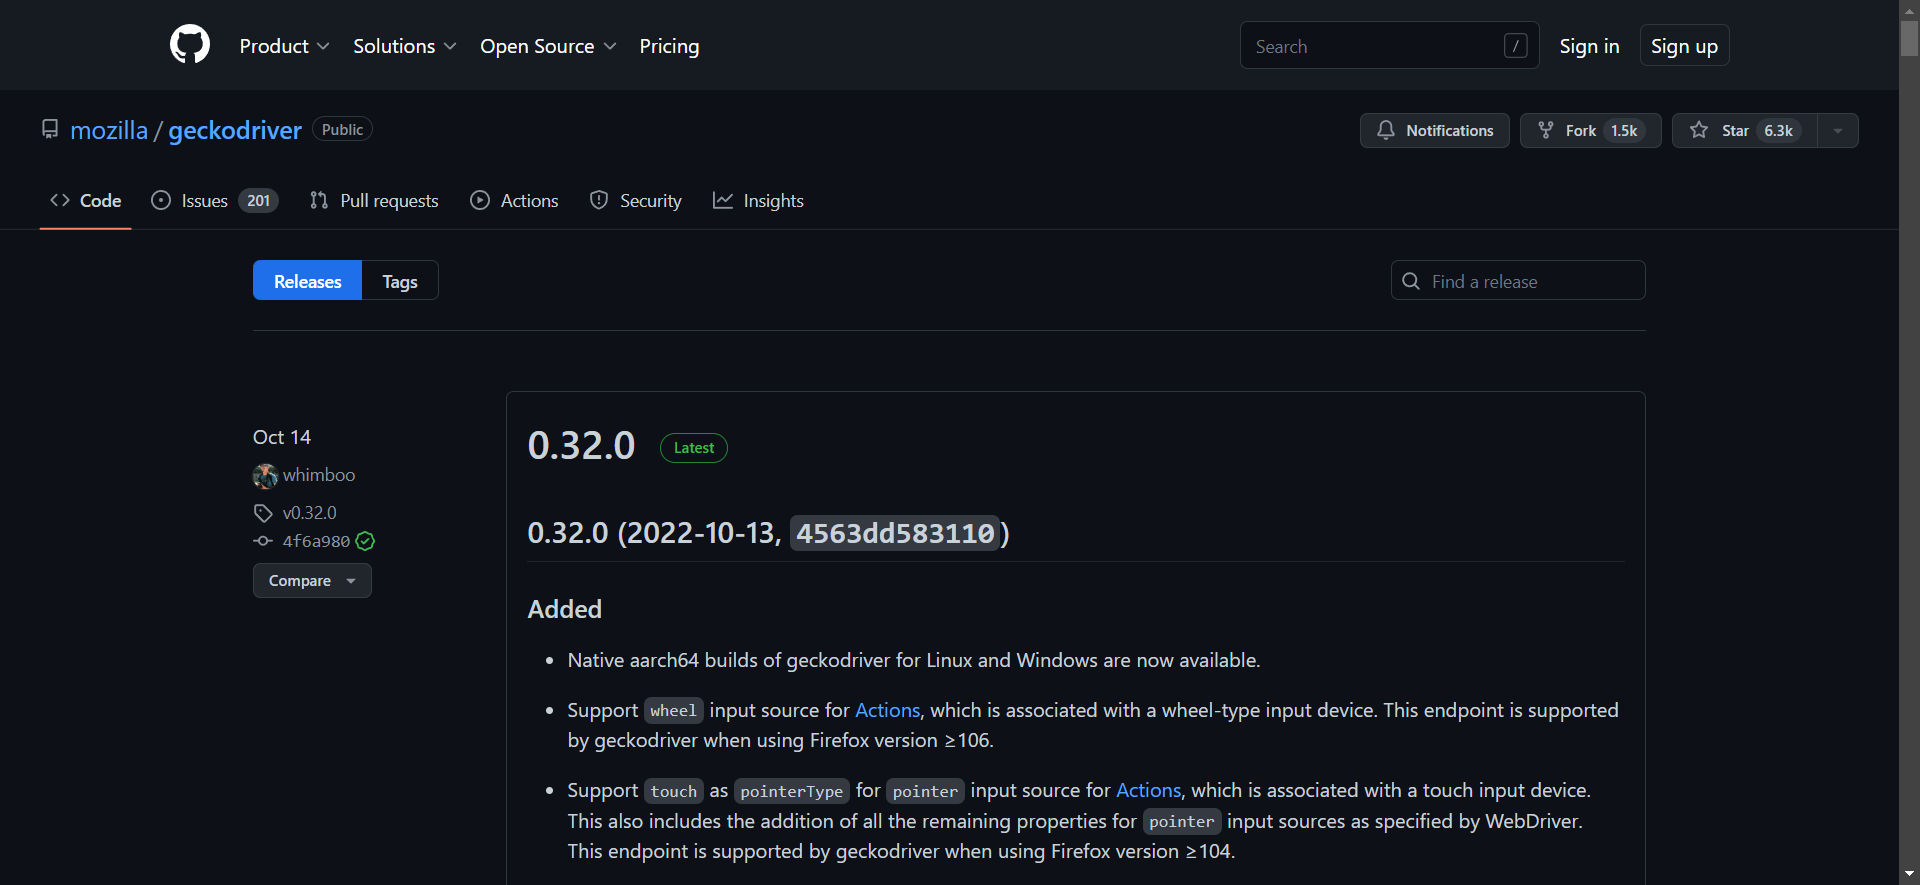 Product Solutions Open Source Pricing Search / Sign in Sign up
mozilla / geckodriver Public Notifications Fork 1.5k Star 6.3k
Code Issues 201 Pull requests Actions Security Insights
Releases Tags Find a release
Oct 14
whimboo
v0.32.0
4f6a980
Compare
0.32.0 Latest
0.32.0 (2022-10-13, 4563dd583110)
Added
• Native aarch64 builds of geckodriver for Linux and Windows are now available.
• Support wheel input source for Actions, which is associated with a wheel-type input device. This endpoint is supported
by geckodriver when using Firefox version ≥106.
• Support touch as pointerType for pointer input source for Actions, which is associated with a touch input device.
This also includes the addition of all the remaining properties for pointer input sources as specified by WebDriver.
This endpoint is supported by geckodriver when using Firefox version ≥104.